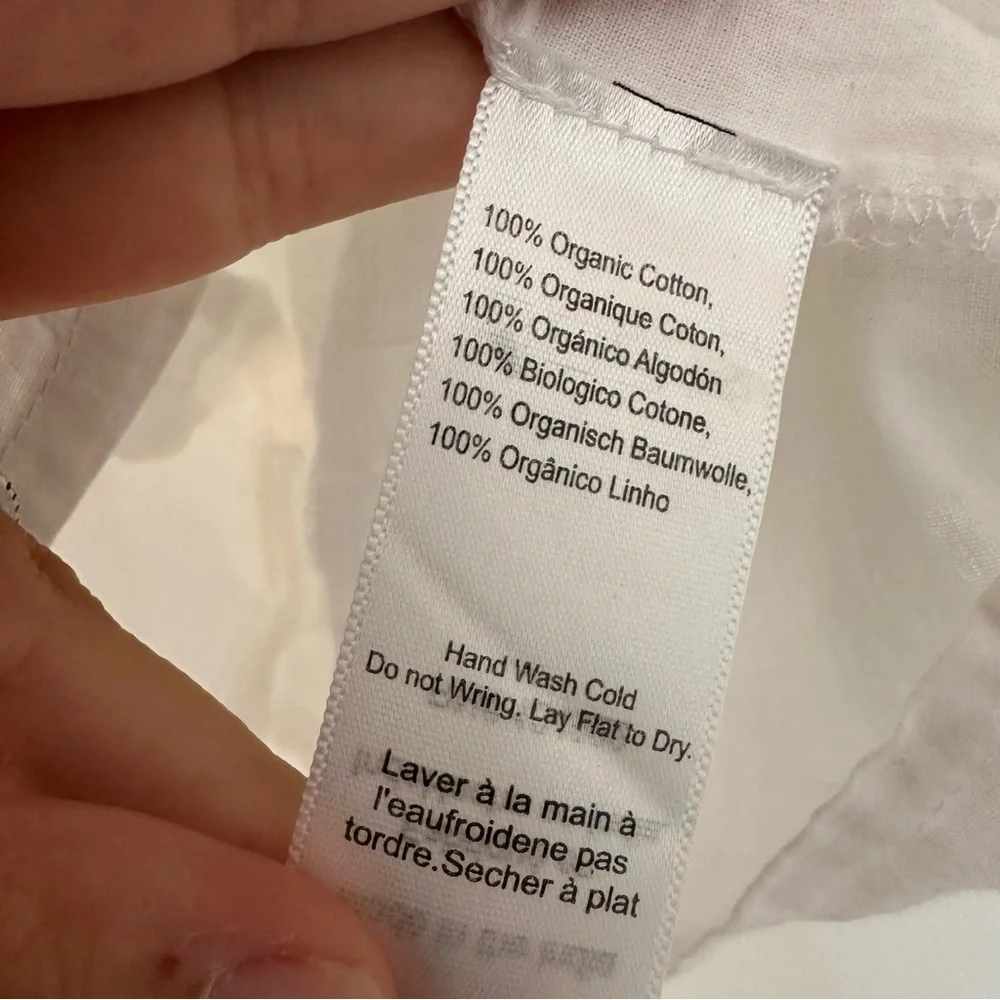 100% Organic Cotton,
100% Organique Coton,
100% Orgánico Algodón
100% Biologico Cotone,
100% Organisch Baumwolle,
100% Orgânico Linho
Hand Wash Cold
Do not Wring. Lay Flat to Dry.
Laver à la main à
l'eaufroidene pas
tordre.Secher à plat